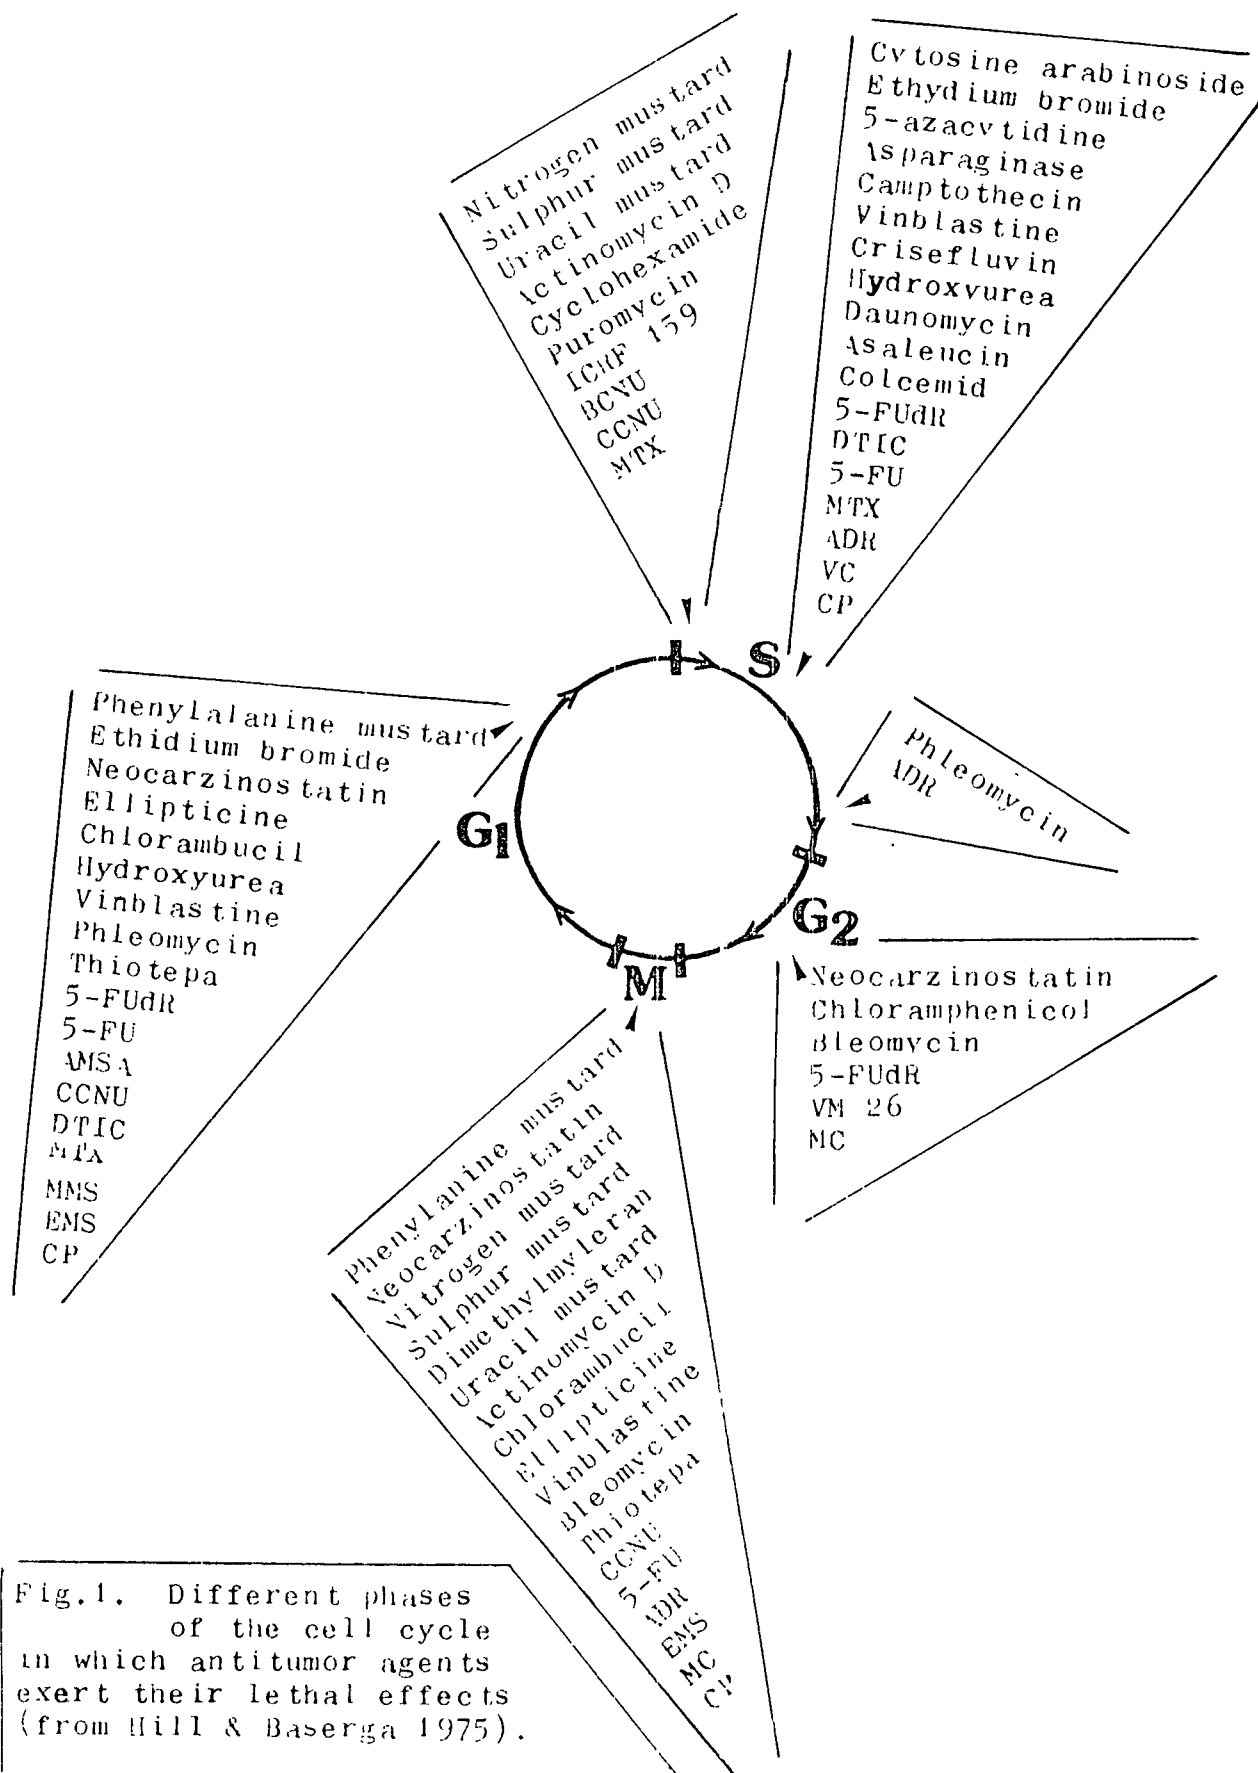 Nitrogen mustard
Sulphur mustard
Uracil mustard
Actinomycin D
Cyclohexamide
Puromycin
ICRF 159
BCNU
CCNU
MTX
Cytosine arabinoside
Ethydium bromide
5-azacytidine
Asparaginase
Camptothecin
Vinblastine
Crisefluvin
Hydroxyurea
Daunomycin
Asaleucin
Colcemid
5-FUdR
DTIC
5-FU
MTX
ADR
VC
CP
S
Phleomycin
ADR
G2
Neocarzinostatin
Chloramphenicol
Bleomycin
5-FUdR
VM 26
MC
G1
Phenylalanine mustard
Ethidium bromide
Neocarzinostatin
Ellipticine
Chlorambucil
Hydroxyurea
Vinblastine
Phleomycin
Thiotepa
5-FUdR
5-FU
AMSA
CCNU
DTIC
MTX
MMS
EMS
CP
M
Phenylanine mustard
Neocarzinostatin
Nitrogen mustard
Sulphur mustard
Dimethylmyleran
Uracil mustard
Actinomycin D
Chlorambucil
Ellipticine
Vinblastine
Bleomycin
Thiotepa
CCNU
5-FU
ADR
EMS
MC
CP
Fig.1. Different phases
of the cell cycle
in which antitumor agents
exert their lethal effects
(from Hill & Baserga 1975).